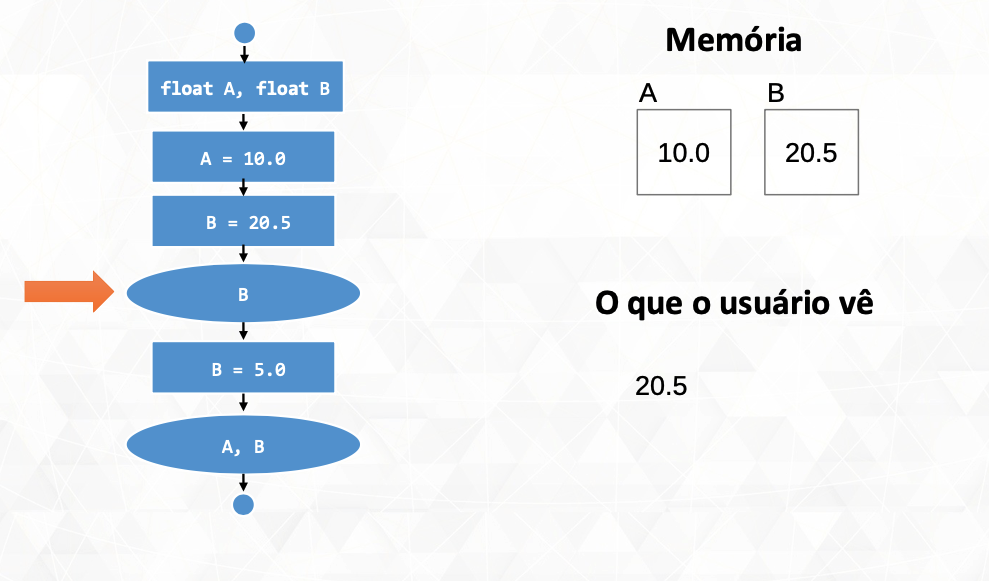 float A, float B
A = 10.0
B = 20.5
B
B = 5.0
A, B
Memória
A B
10.0 20.5
O que o usuário vê
20.5